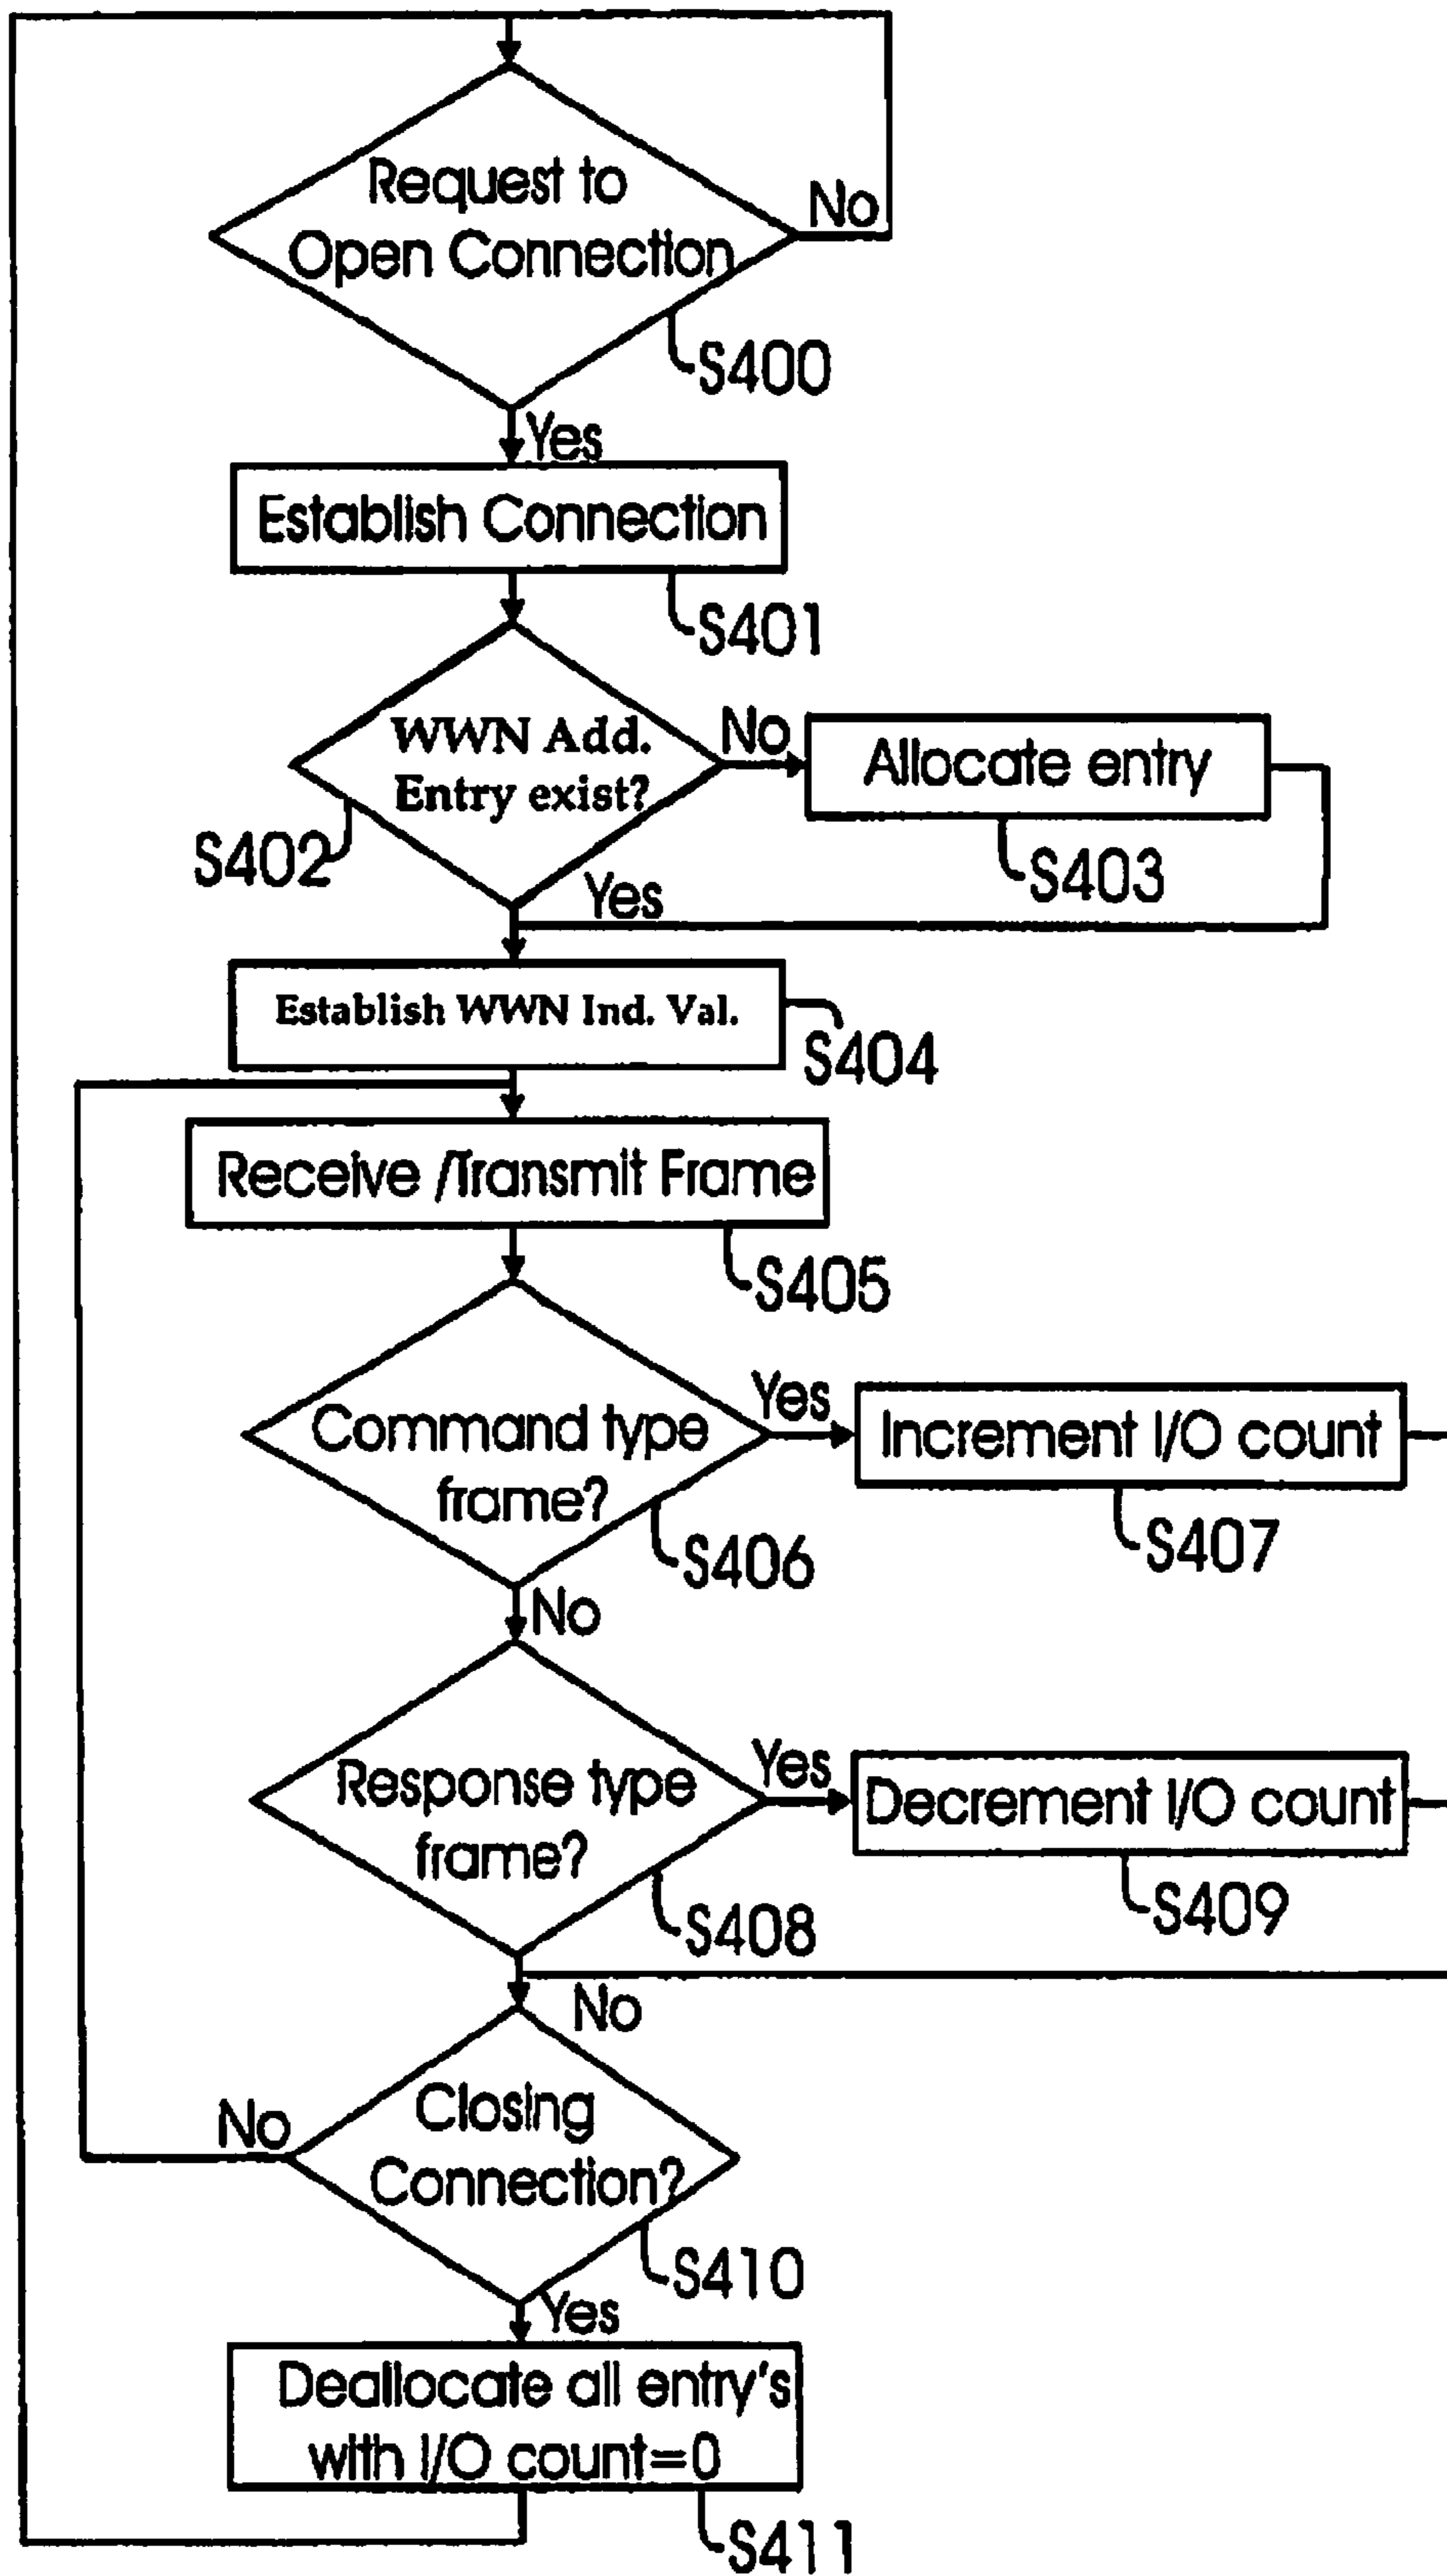 Request to
Open Connection
No
S400
Yes
Establish Connection
S401
WWN Add.
Entry exist?
No
Allocate entry
S402
S403
Yes
Establish WWN Ind. Val.
S404
Receive /Transmit Frame
S405
Command type
frame?
Yes
Increment I/O count
S406
S407
No
Response type
frame?
Yes
Decrement I/O count
S408
S409
No
Closing
Connection?
No
S410
Yes
Deallocate all entry's
with I/O count=0
S411